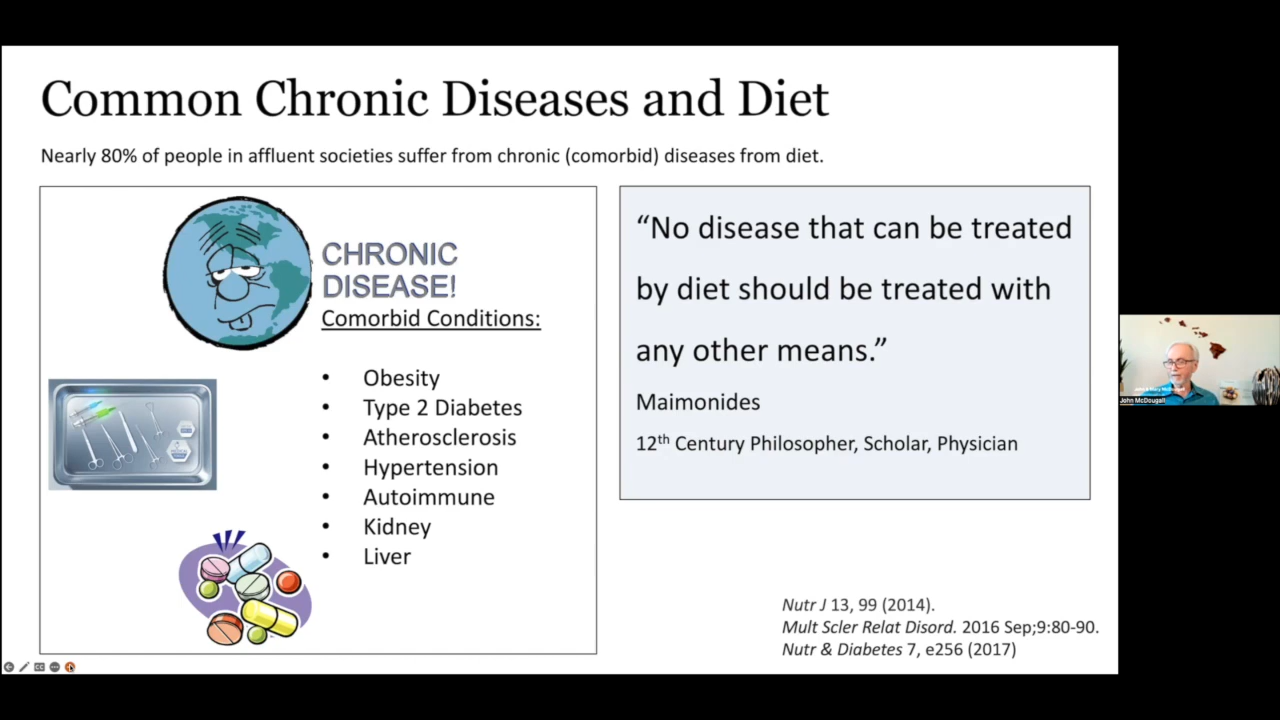 Common Chronic Diseases and Diet
Nearly 80% of people in affluent societies suffer from chronic (comorbid) diseases from diet.
CHRONIC
DISEASE!
Comorbid Conditions:
• Obesity
• Type 2 Diabetes
• Atherosclerosis
• Hypertension
• Autoimmune
• Kidney
• Liver
“No disease that can be treated
by diet should be treated with
any other means.”
Maimonides
12th Century Philosopher, Scholar, Physician
Nutr J 13, 99 (2014).
Mult Scler Relat Disord. 2016 Sep;9:80-90.
Nutr & Diabetes 7, e256 (2017)
John & Mary McDougall
John McDougall